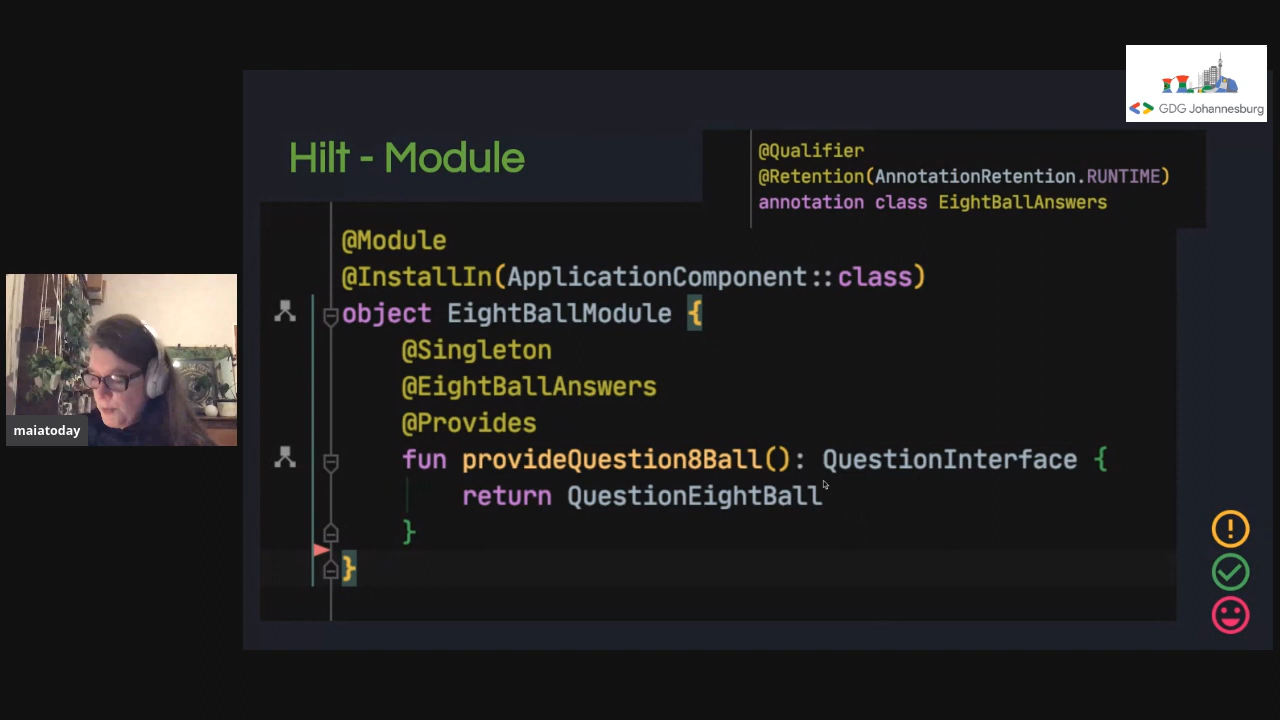 GDG Johannesburg
Hilt - Module
@Qualifier
@Retention(AnnotationRetention.RUNTIME)
annotation class EightBallAnswers
@Module
@InstallIn(ApplicationComponent::class)
object EightBallModule {
@Singleton
@EightBallAnswers
@Provides
fun provideQuestion8Ball(): QuestionInterface {
return QuestionEightBall
}
}
maiatoday